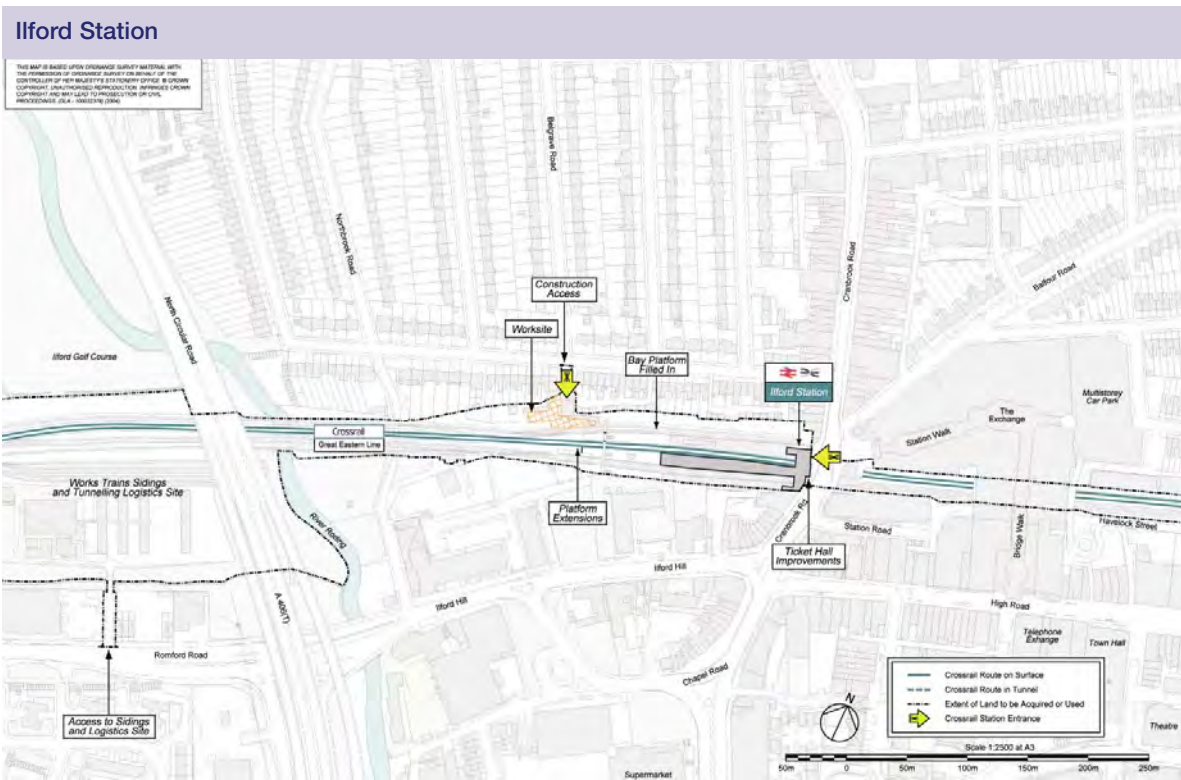 Ilford Station
THIS MAP IS BASED UPON ORDNANCE SURVEY MATERIAL WITH
THE PERMISSION OF ORDNANCE SURVEY ON BEHALF OF THE
CONTROLLER OF HER MAJESTY'S STATIONERY OFFICE. © CROWN
COPYRIGHT. UNAUTHORISED REPRODUCTION INFRINGES CROWN
COPYRIGHT AND MAY LEAD TO PROSECUTION OR CIVIL
PROCEEDINGS. (GLA - 100032379) (2004)
Belgrave Road
Northbrook Road
Cranbrook Road
Balfour Road
North Circular Road
Construction
Access
Worksite
Ilford Golf Course
Bay Platform
Filled In
Ilford Station
Multistorey
Car Park
The
Exchange
Station Walk
Crossrail
Great Eastern Line
Works Trains Sidings
and Tunnelling Logistics Site
River Roding
Platform
Extensions
Cranbrook Rd
Station Road
Bridge Walk
Havelock Street
Ticket Hall
Improvements
Ilford Hill
Ilford Hill
A 406(T)
High Road
Telephone
Exhange
Town Hall
Romford Road
Chapel Road
Access to Sidings
and Logistics Site
Crossrail Route on Surface
Crossrail Route in Tunnel
Extent of Land to be Acquired or Used
Crossrail Station Entrance
N
Theatre
Scale 1:2500 at A3
50m 0 50m 100m 150m 200m 250m
Supermarket